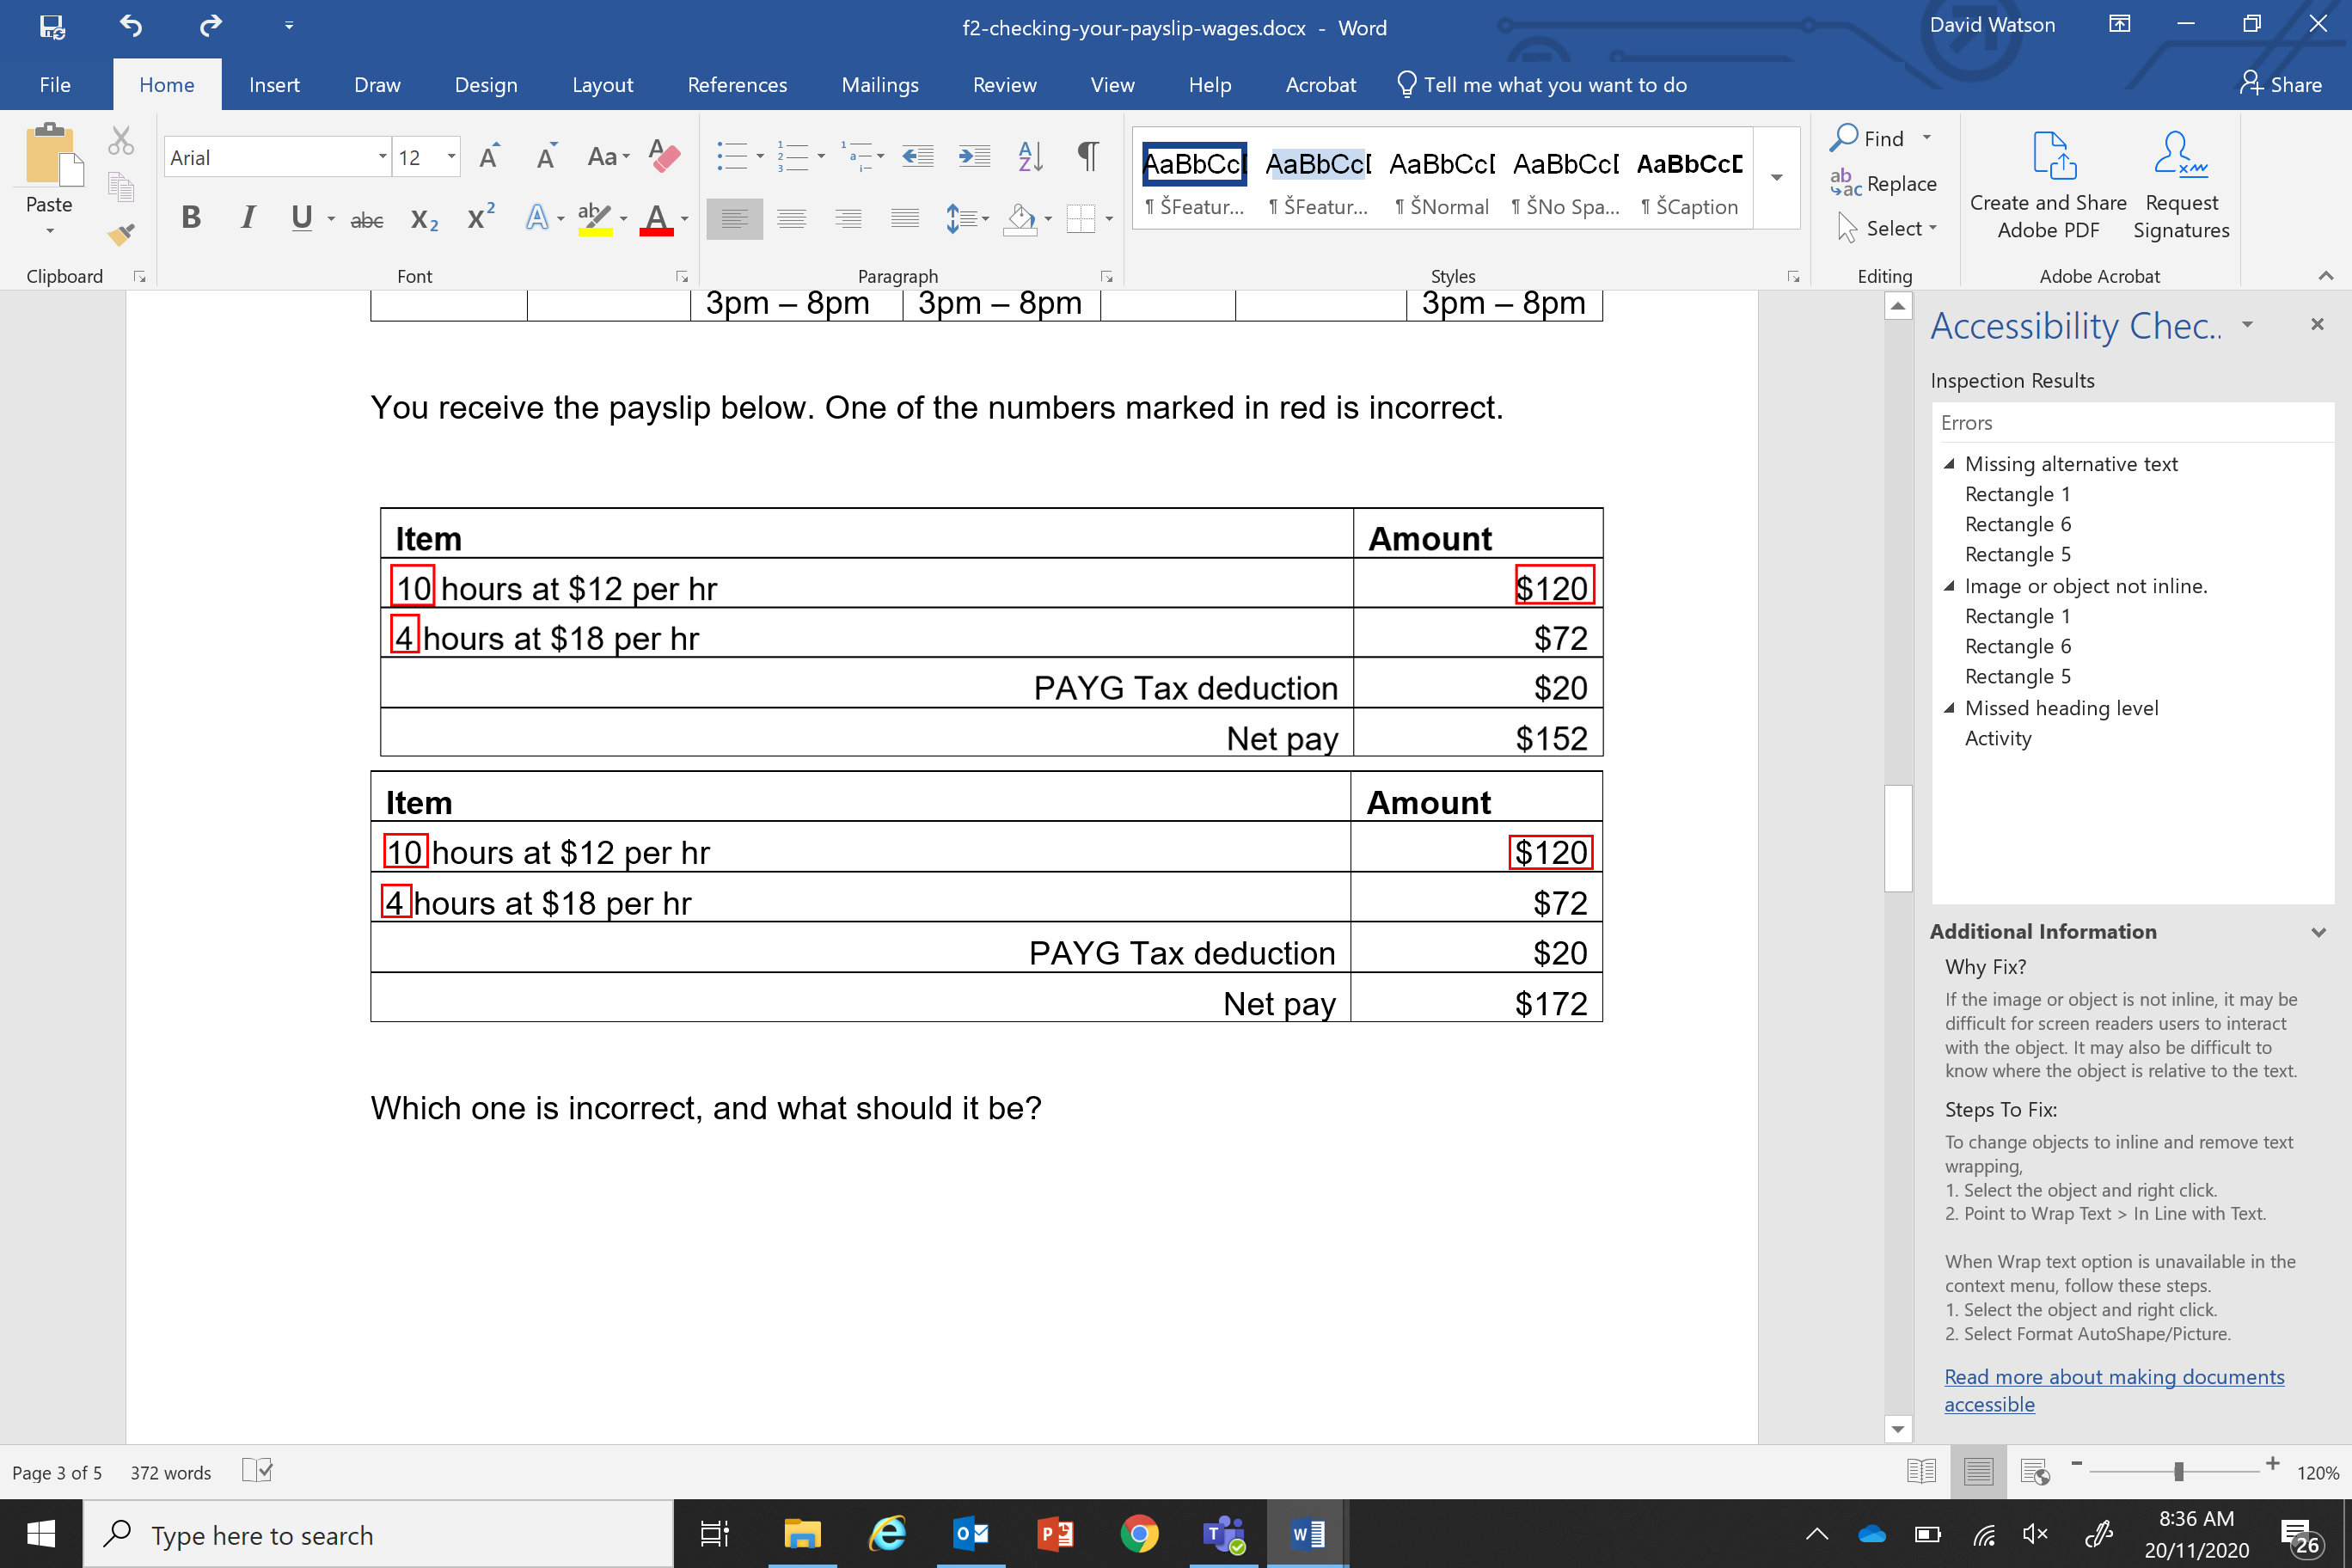 f2-checking-your-payslip-wages.docx - Word
David Watson
File Home Insert Draw Design Layout References Mailings Review View Help Acrobat Tell me what you want to do Share
Paste
Clipboard
Arial 12
Font
Paragraph
AaBbCcI AaBbCcI AaBbCcI AaBbCcI AaBbCcD
¶ ŠFeatur... ¶ ŠFeatur... ¶ ŠNormal ¶ ŠNo Spa... ¶ ŠCaption
Styles
Find
Replace
Select
Editing
Create and Share Adobe PDF
Request Signatures
Adobe Acrobat
3pm – 8pm 3pm – 8pm 3pm – 8pm
You receive the payslip below. One of the numbers marked in red is incorrect.
Item Amount
10 hours at $12 per hr $120
4 hours at $18 per hr $72
PAYG Tax deduction $20
Net pay $152
Item Amount
10 hours at $12 per hr $120
4 hours at $18 per hr $72
PAYG Tax deduction $20
Net pay $172
Which one is incorrect, and what should it be?
Accessibility Chec..
Inspection Results
Errors
Missing alternative text
Rectangle 1
Rectangle 6
Rectangle 5
Image or object not inline.
Rectangle 1
Rectangle 6
Rectangle 5
Missed heading level
Activity
Additional Information
Why Fix?
If the image or object is not inline, it may be
difficult for screen readers users to interact
with the object. It may also be difficult to
know where the object is relative to the text.
Steps To Fix:
To change objects to inline and remove text
wrapping,
1. Select the object and right click.
2. Point to Wrap Text > In Line with Text.
When Wrap text option is unavailable in the
context menu, follow these steps.
1. Select the object and right click.
2. Select Format AutoShape/Picture.
Read more about making documents
accessible
Page 3 of 5 372 words 120%
Type here to search
8:36 AM
20/11/2020
26